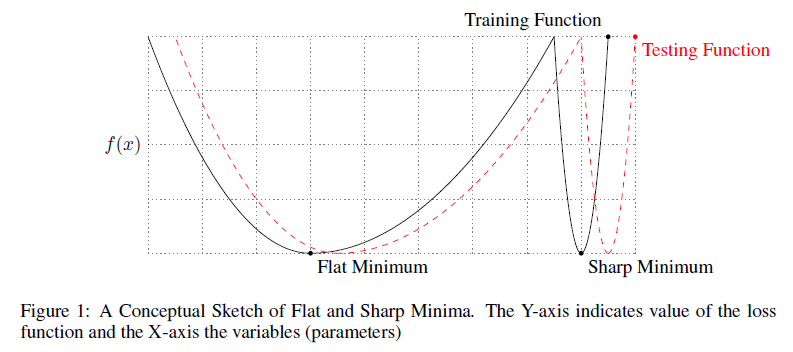 Training Function
Testing Function
f(x)
Flat Minimum
Sharp Minimum
Figure 1: A Conceptual Sketch of Flat and Sharp Minima. The Y-axis indicates value of the loss
function and the X-axis the variables (parameters)